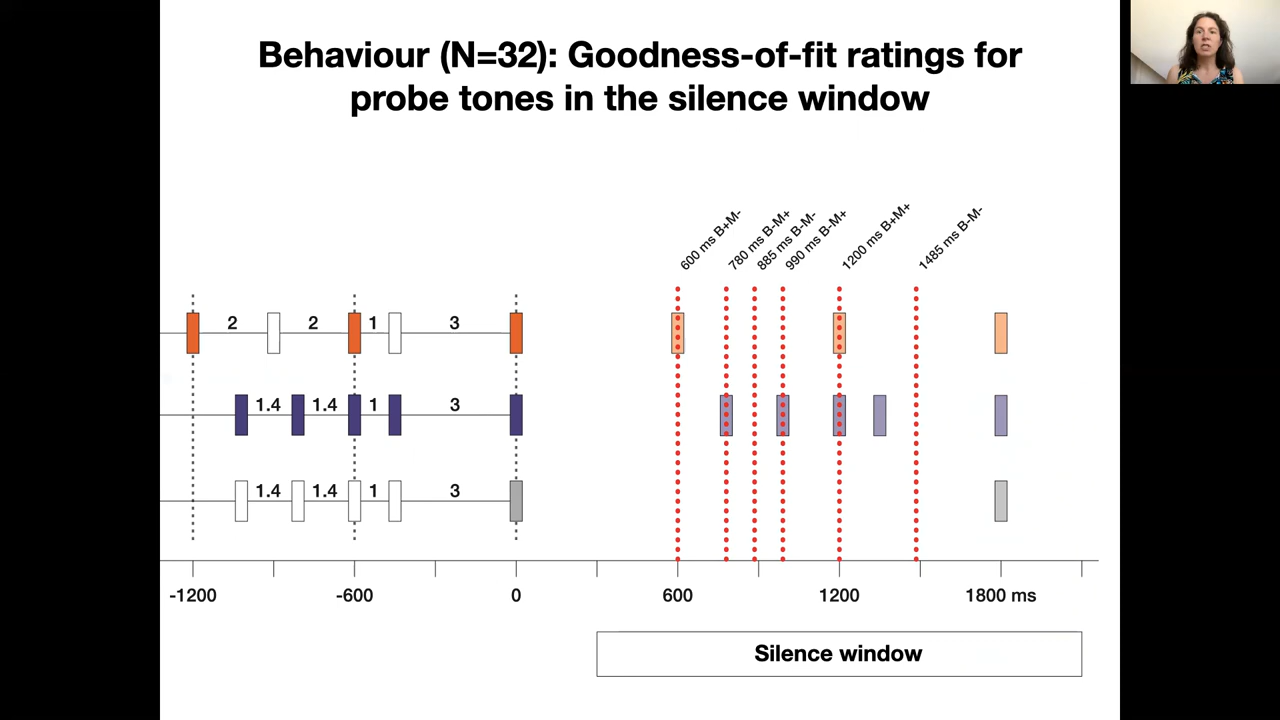 Behaviour (N=32): Goodness-of-fit ratings for
probe tones in the silence window
600 ms B+M-
780 ms B-M+
885 ms B-M-
990 ms B-M+
1200 ms B+M+
1485 ms B-M-
2 2 1 3
1.4 1.4 1 3
1.4 1.4 1 3
-1200 -600 0 600 1200 1800 ms
Silence window